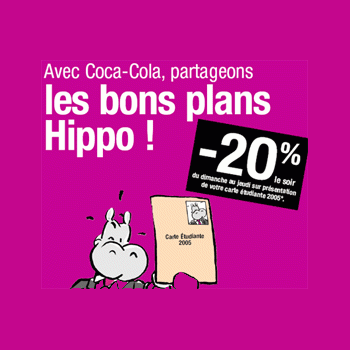 Avec Coca-Cola, partageons
les bons plans
Hippo !
-20%
le soir
du dimanche au jeudi sur présentation
de votre carte étudiante 2005*.
Carte Étudiante
2005